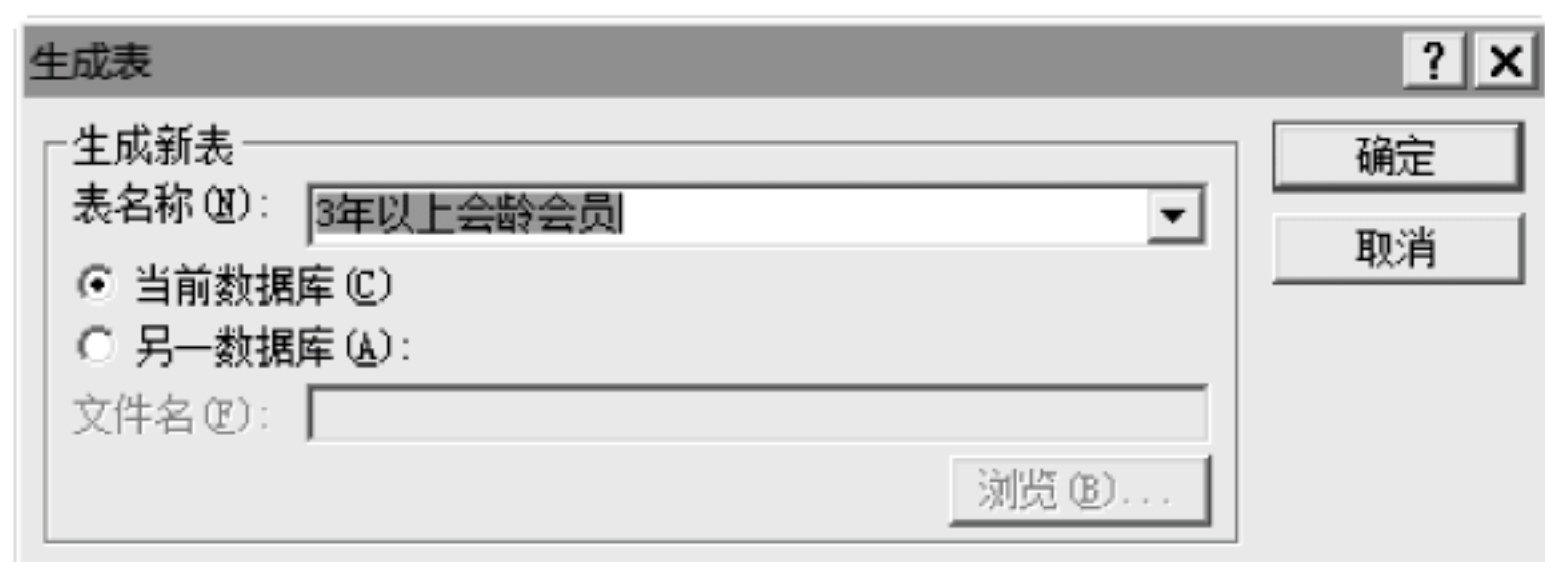 生成表
生成新表
表名称(N): 3年以上会龄会员
当前数据库(C)
另一数据库(A):
文件名(F):
浏览(B)...
确定
取消